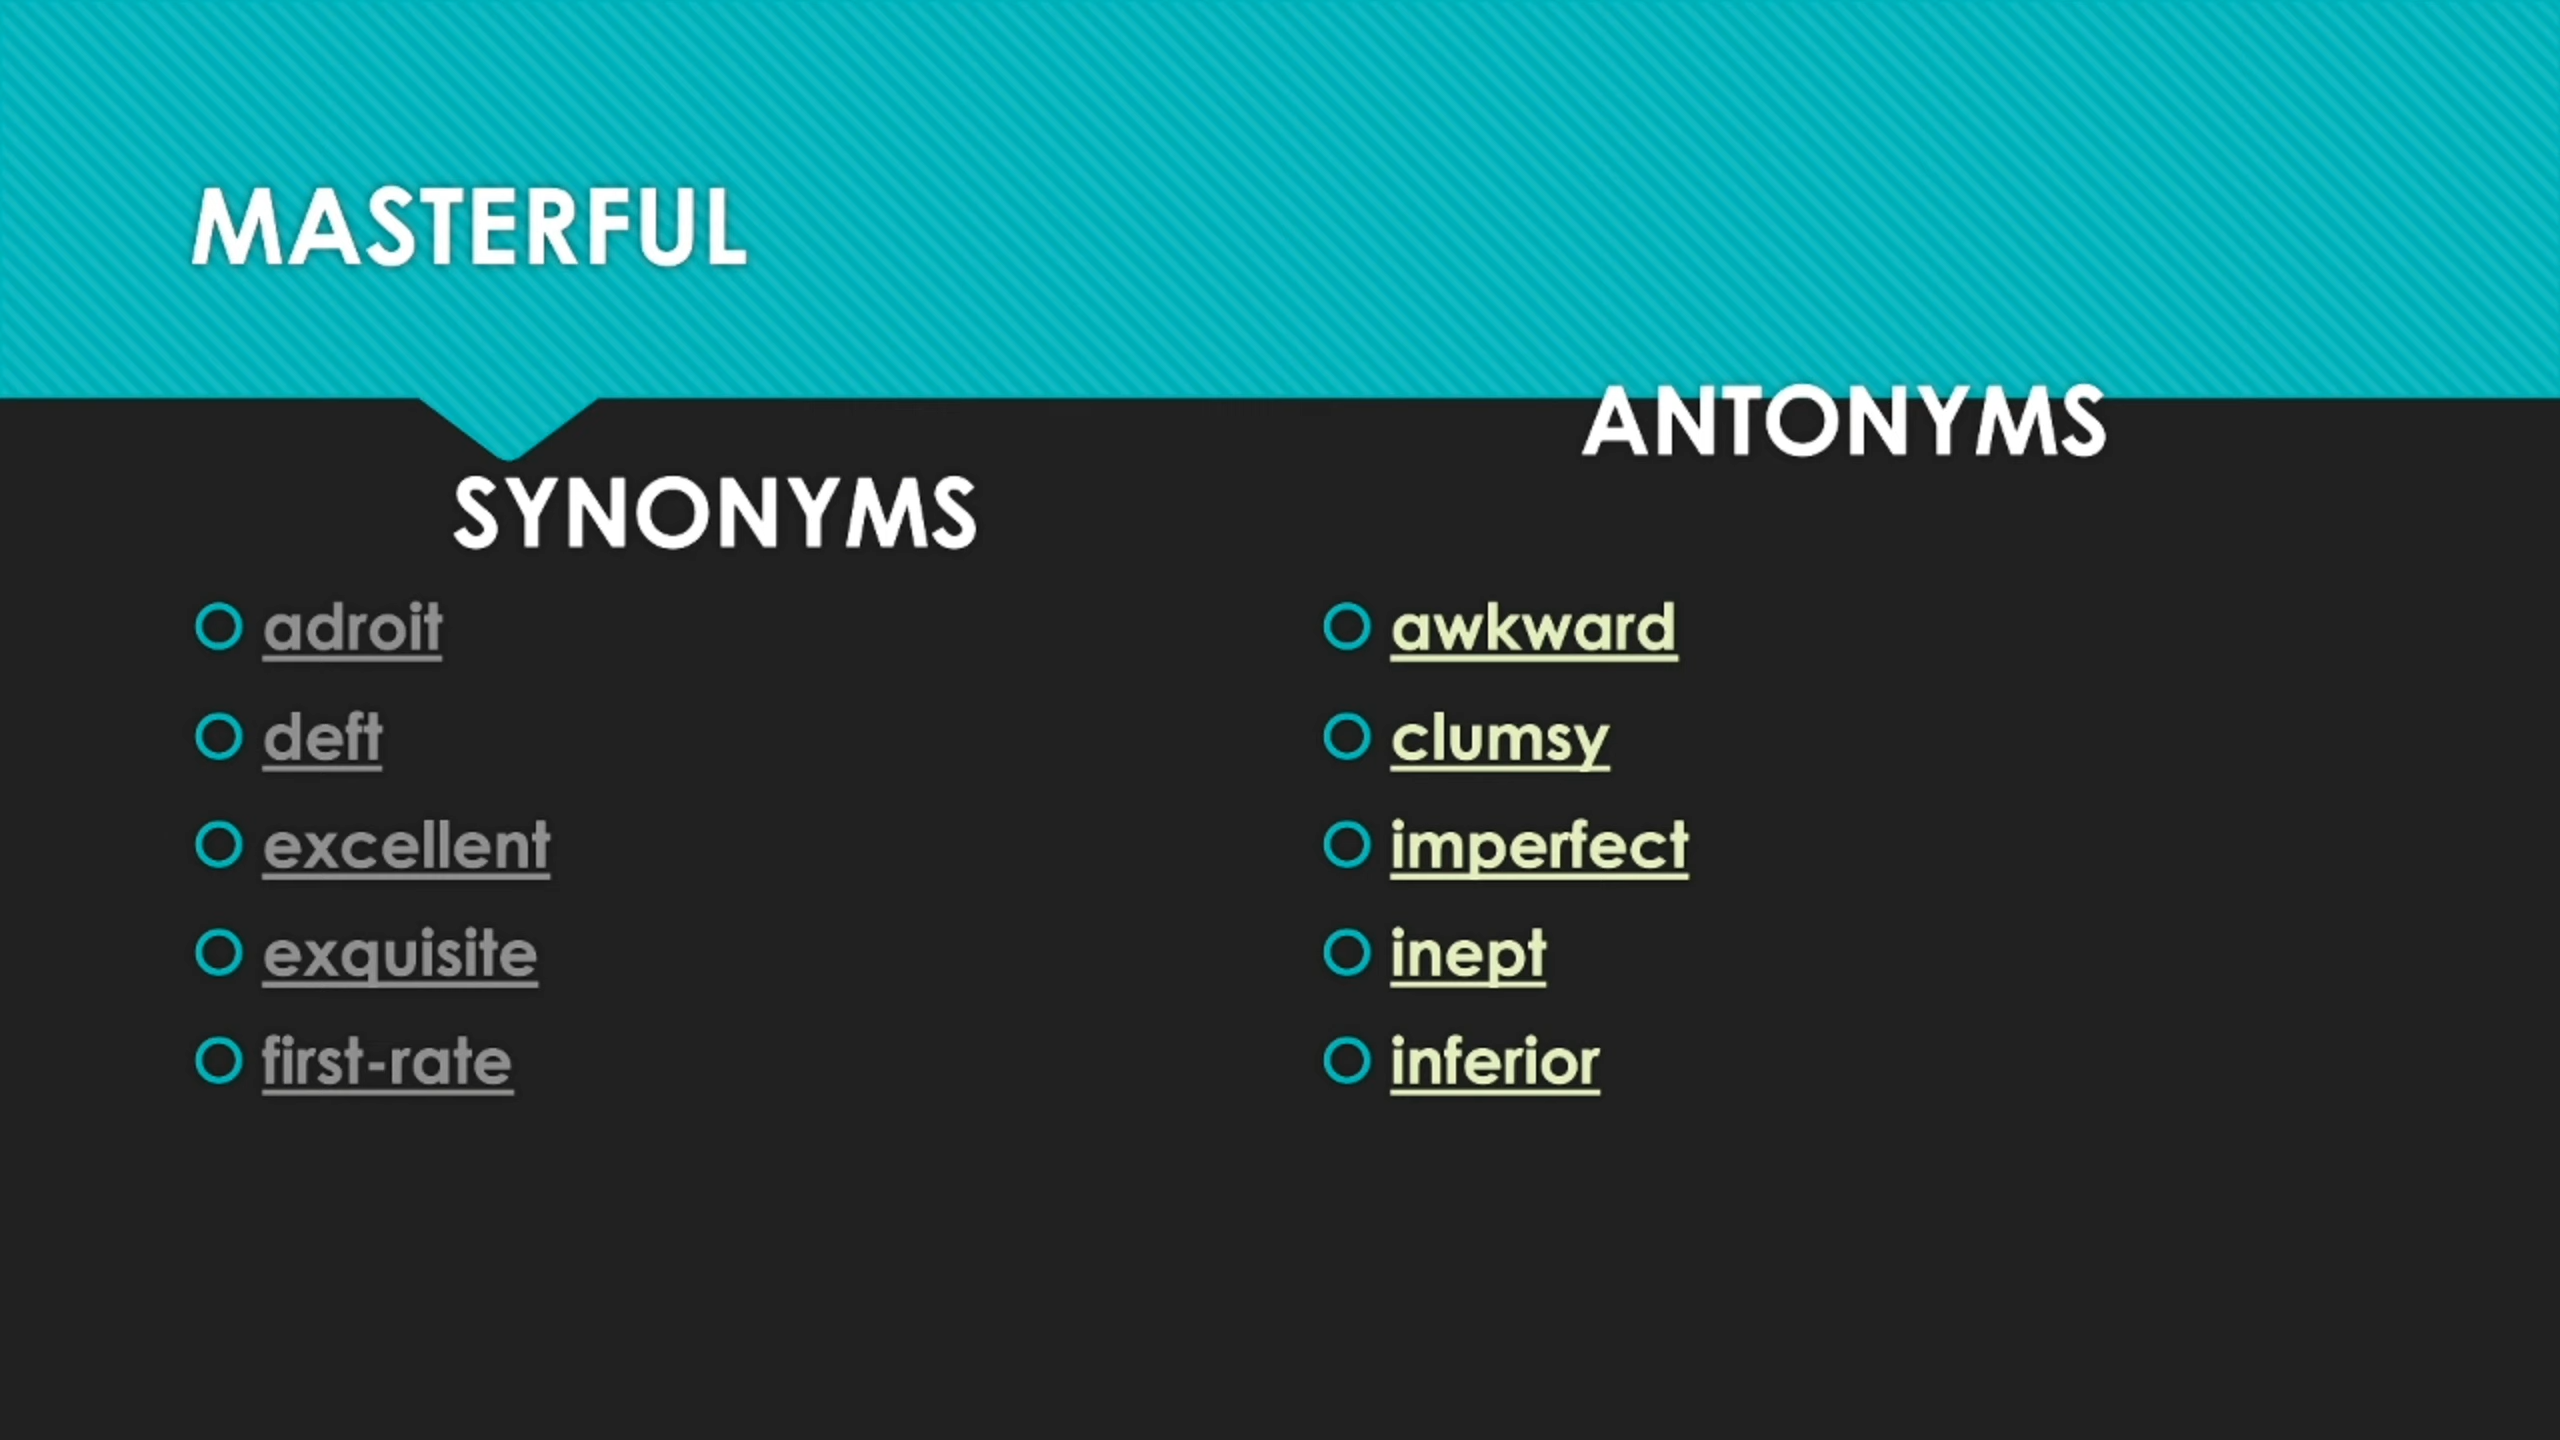 MASTERFUL
SYNONYMS
adroit
deft
excellent
exquisite
first-rate
ANTONYMS
awkward
clumsy
imperfect
inept
inferior